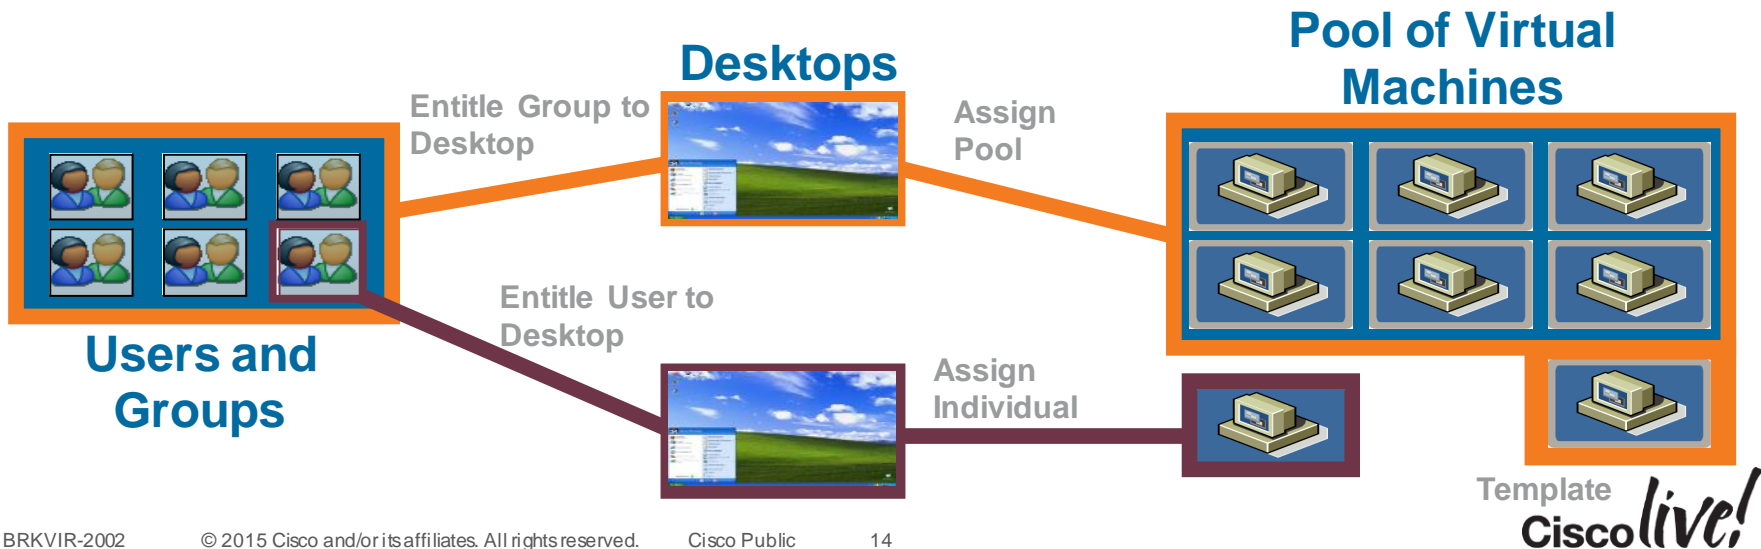 Pool of Virtual
Machines
Desktops
Entitle Group to
Desktop
Assign
Pool
Entitle User to
Desktop
Users and
Groups
Assign
Individual
Template
Cisco live!
BRKVIR-2002 © 2015 Cisco and/or its affiliates. All rights reserved. Cisco Public 14